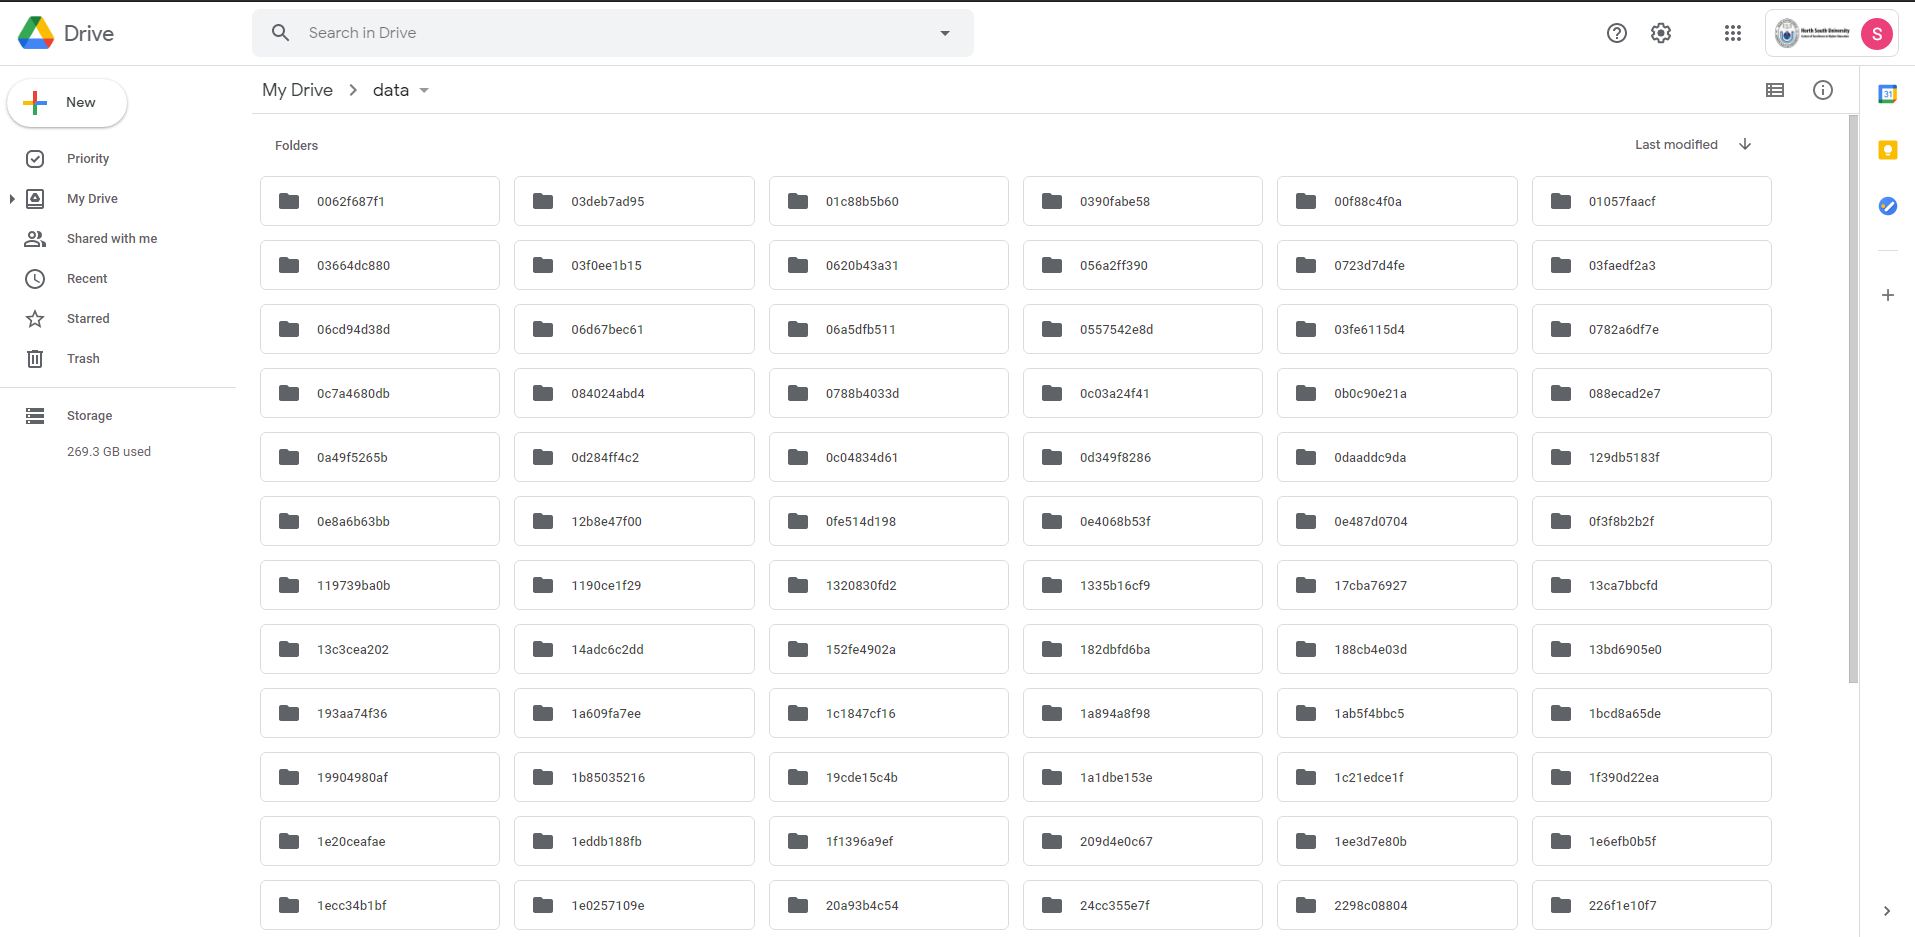 Drive
Search in Drive
North South University
S
New
My Drive > data
Priority
My Drive
Shared with me
Recent
Starred
Trash
Storage
269.3 GB used
Folders
Last modified
0062f687f1 03deb7ad95 01c88b5b60 0390fabe58 00f88c4f0a 01057faacf
03664dc880 03f0ee1b15 0620b43a31 056a2ff390 0723d7d4fe 03faedf2a3
06cd94d38d 06d67bec61 06a5dfb511 0557542e8d 03fe6115d4 0782a6df7e
0c7a4680db 084024abd4 0788b4033d 0c03a24f41 0b0c90e21a 088ecad2e7
0a49f5265b 0d284ff4c2 0c04834d61 0d349f8286 0daaddc9da 129db5183f
0e8a6b63bb 12b8e47f00 0fe514d198 0e4068b53f 0e487d0704 0f3f8b2b2f
119739ba0b 1190ce1f29 1320830fd2 1335b16cf9 17cba76927 13ca7bbcfd
13c3cea202 14adc6c2dd 152fe4902a 182dbfd6ba 188cb4e03d 13bd6905e0
193aa74f36 1a609fa7ee 1c1847cf16 1a894a8f98 1ab5f4bbc5 1bcd8a65de
19904980af 1b85035216 19cde15c4b 1a1dbe153e 1c21edce1f 1f390d22ea
1e20ceafae 1eddb188fb 1f1396a9ef 209d4e0c67 1ee3d7e80b 1e6efb0b5f
1ecc34b1bf 1e0257109e 20a93b4c54 24cc355e7f 2298c08804 226f1e10f7
31